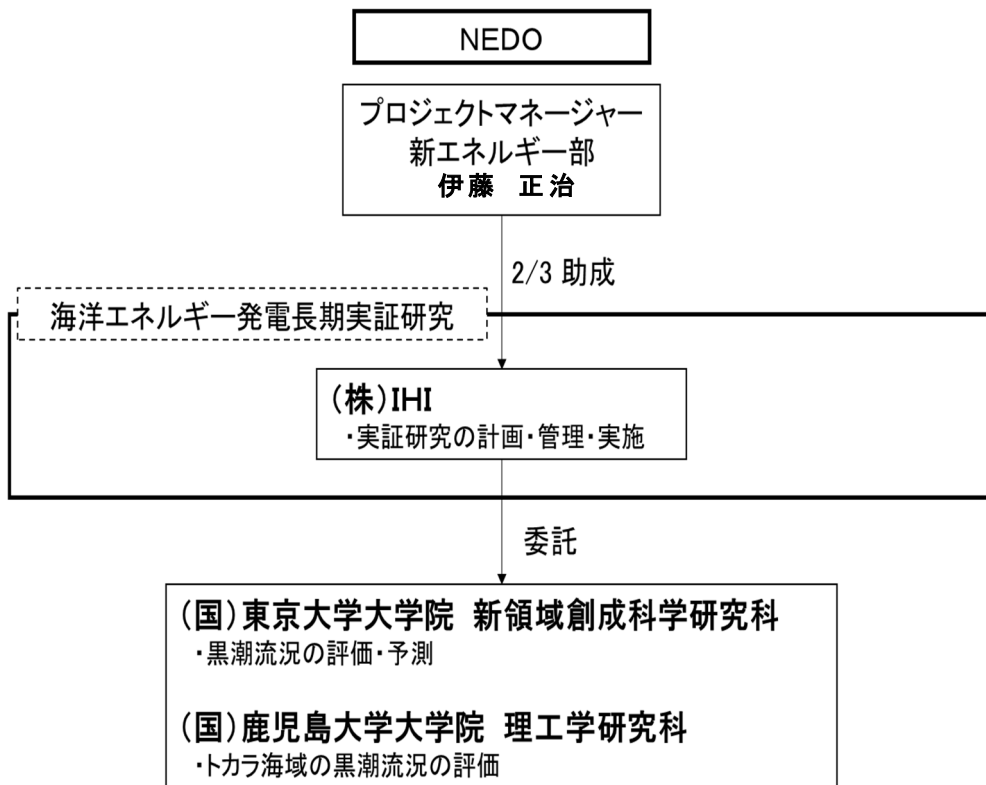 NEDO
プロジェクトマネージャー
新エネルギー部
伊藤　正治
2/3 助成
海洋エネルギー発電長期実証研究
(株)IHI
・実証研究の計画・管理・実施
委託
(国)東京大学大学院 新領域創成科学研究科
・黒潮流況の評価・予測
(国)鹿児島大学大学院 理工学研究科
・トカラ海域の黒潮流況の評価